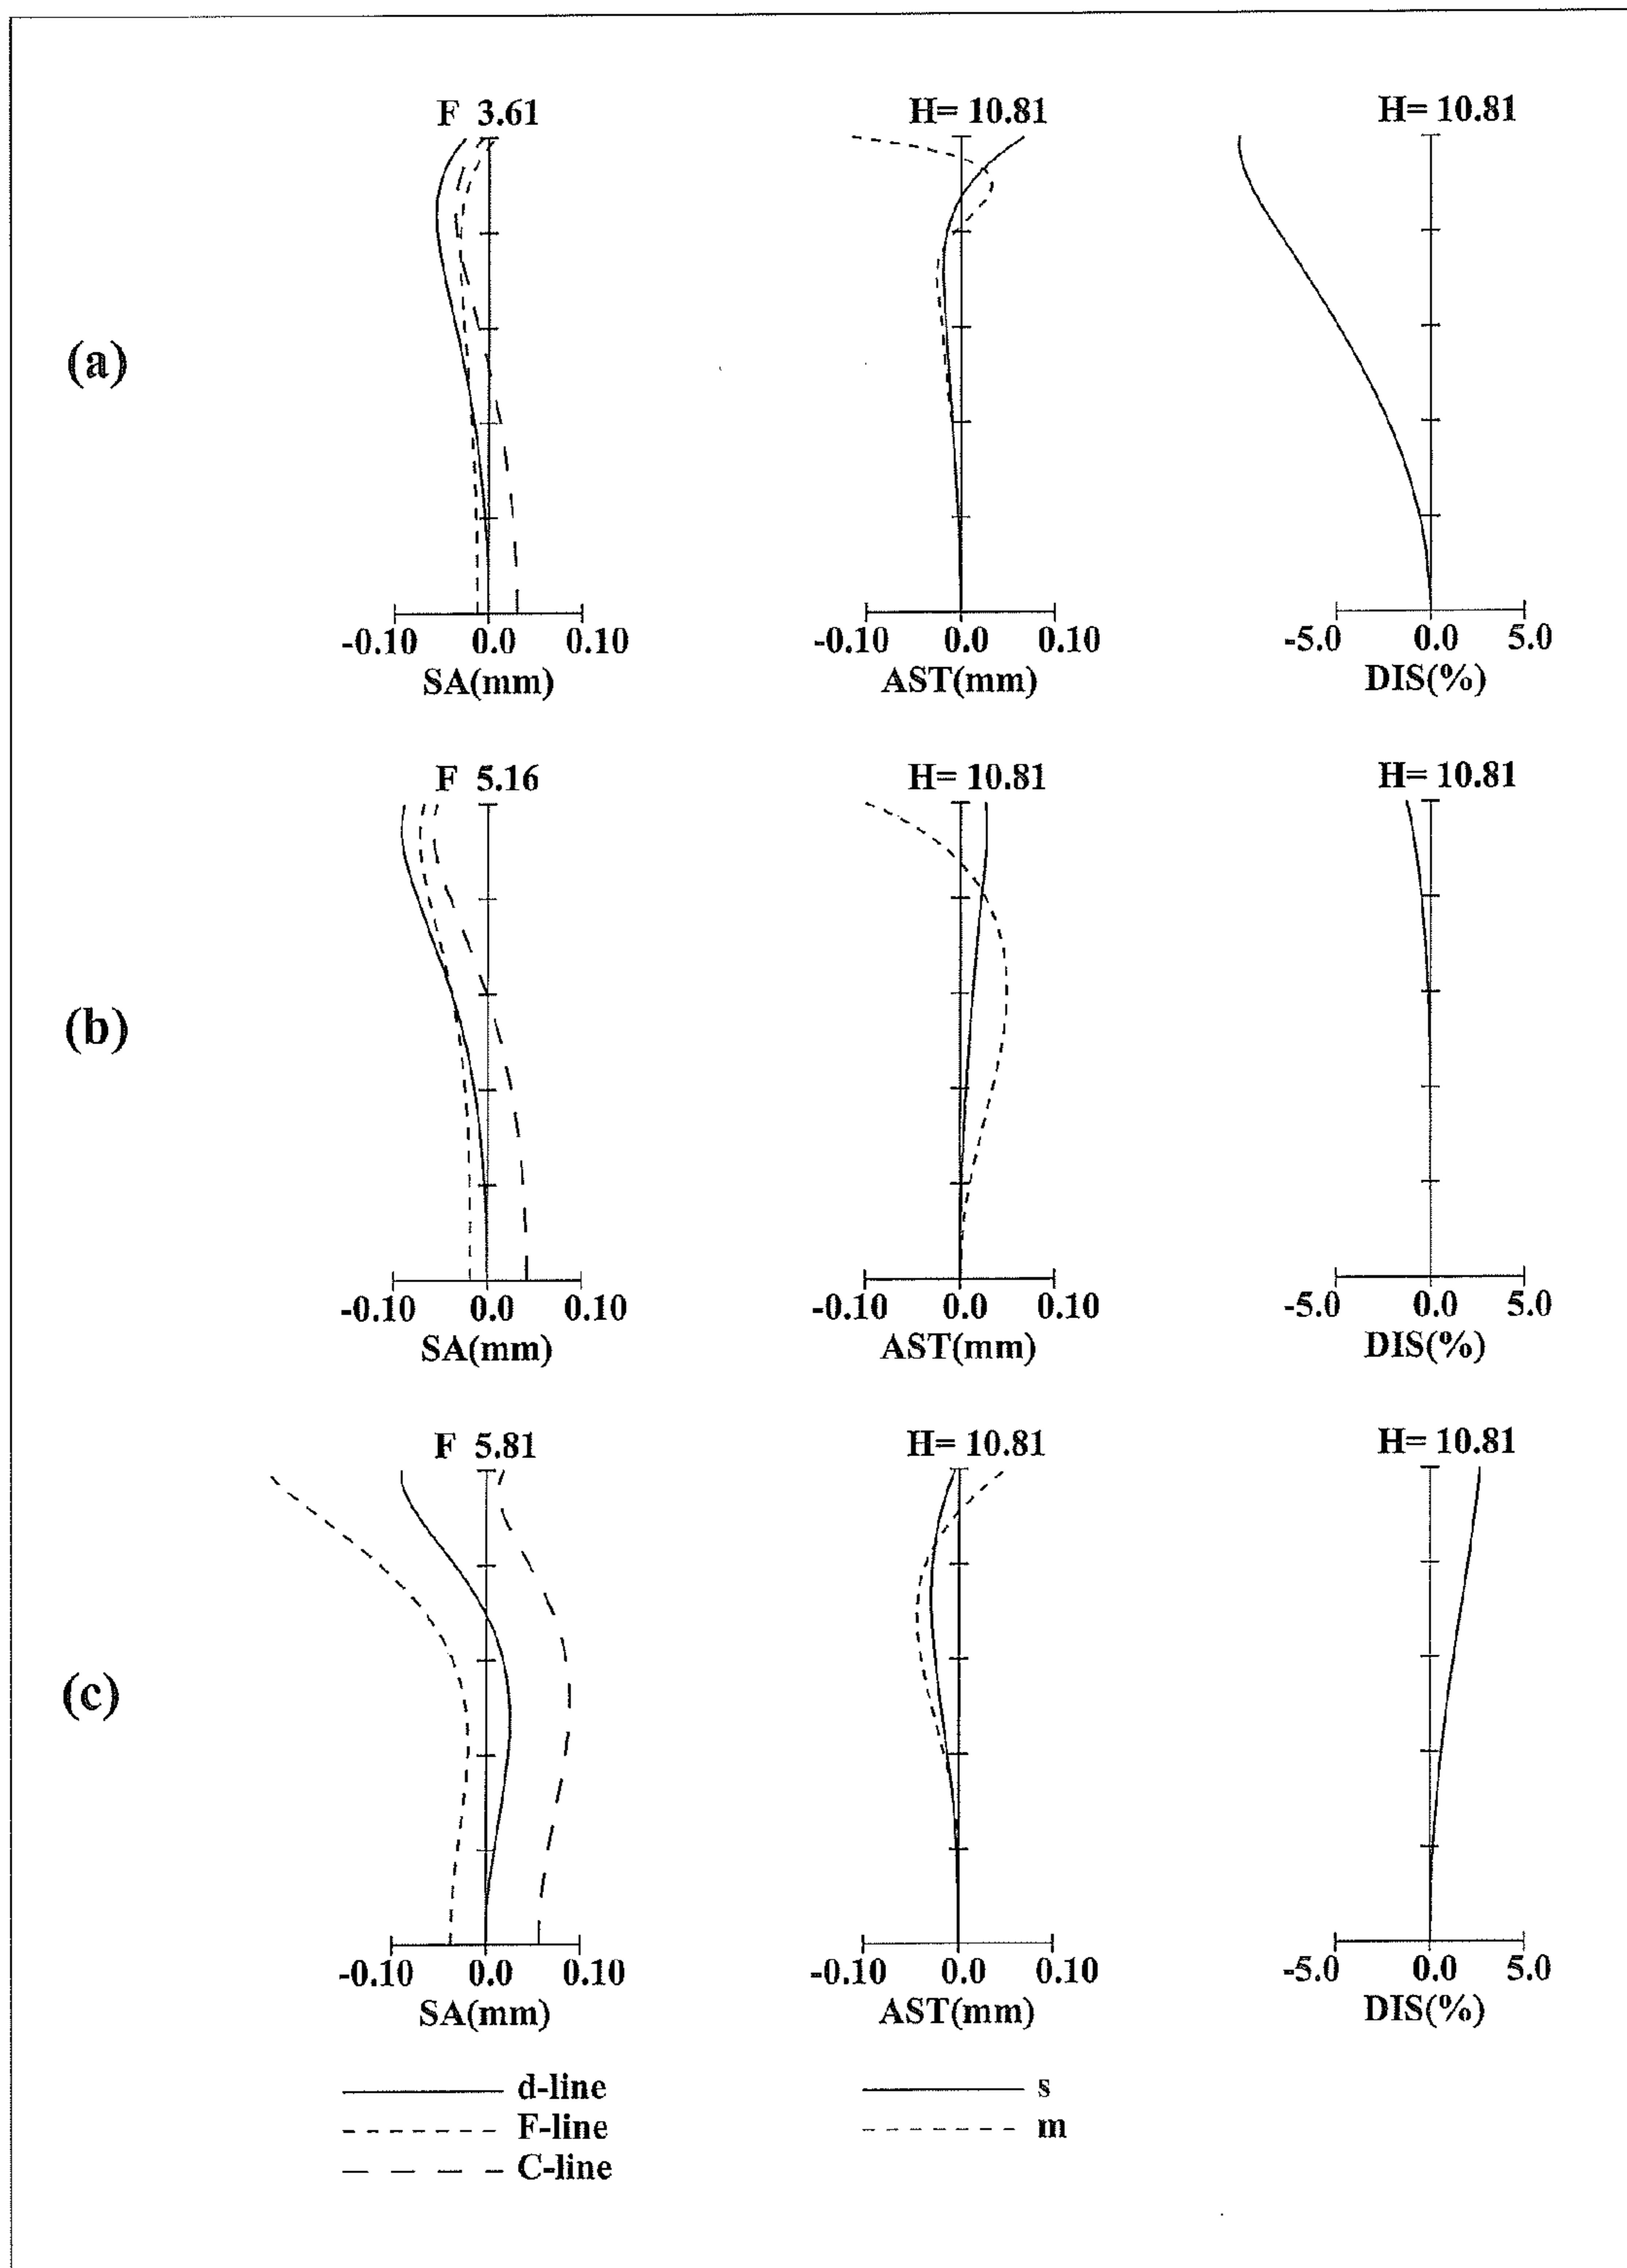 F 3.61 H= 10.81 H= 10.81
(a)
-0.10 0.0 0.10 -0.10 0.0 0.10 -5.0 0.0 5.0
SA(mm) AST(mm) DIS(%)
F 5.16 H= 10.81 H= 10.81
(b)
-0.10 0.0 0.10 -0.10 0.0 0.10 -5.0 0.0 5.0
SA(mm) AST(mm) DIS(%)
F 5.81 H= 10.81 H= 10.81
(c)
-0.10 0.0 0.10 -0.10 0.0 0.10 -5.0 0.0 5.0
SA(mm) AST(mm) DIS(%)
d-line s
F-line m
C-line